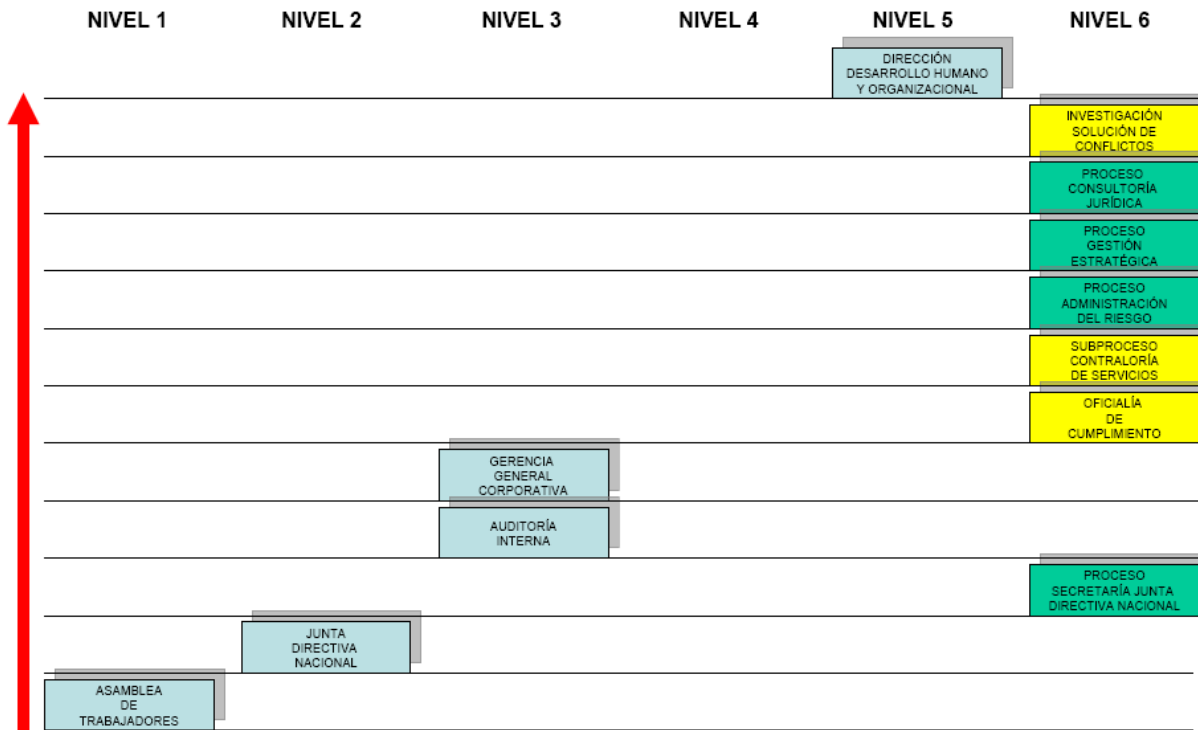 NIVEL 1
NIVEL 2
NIVEL 3
NIVEL 4
NIVEL 5
NIVEL 6
DIRECCIÓN
DESARROLLO HUMANO
Y ORGANIZACIONAL
INVESTIGACIÓN
SOLUCIÓN DE
CONFLICTOS
PROCESO
CONSULTORÍA
JURÍDICA
PROCESO
GESTIÓN
ESTRATÉGICA
PROCESO
ADMINISTRACIÓN
DEL RIESGO
SUBPROCESO
CONTRALORÍA
DE SERVICIOS
OFICIALÍA
DE
CUMPLIMIENTO
GERENCIA
GENERAL
CORPORATIVA
AUDITORÍA
INTERNA
PROCESO
SECRETARÍA JUNTA
DIRECTIVA NACIONAL
JUNTA
DIRECTIVA
NACIONAL
ASAMBLEA
DE
TRABAJADORES